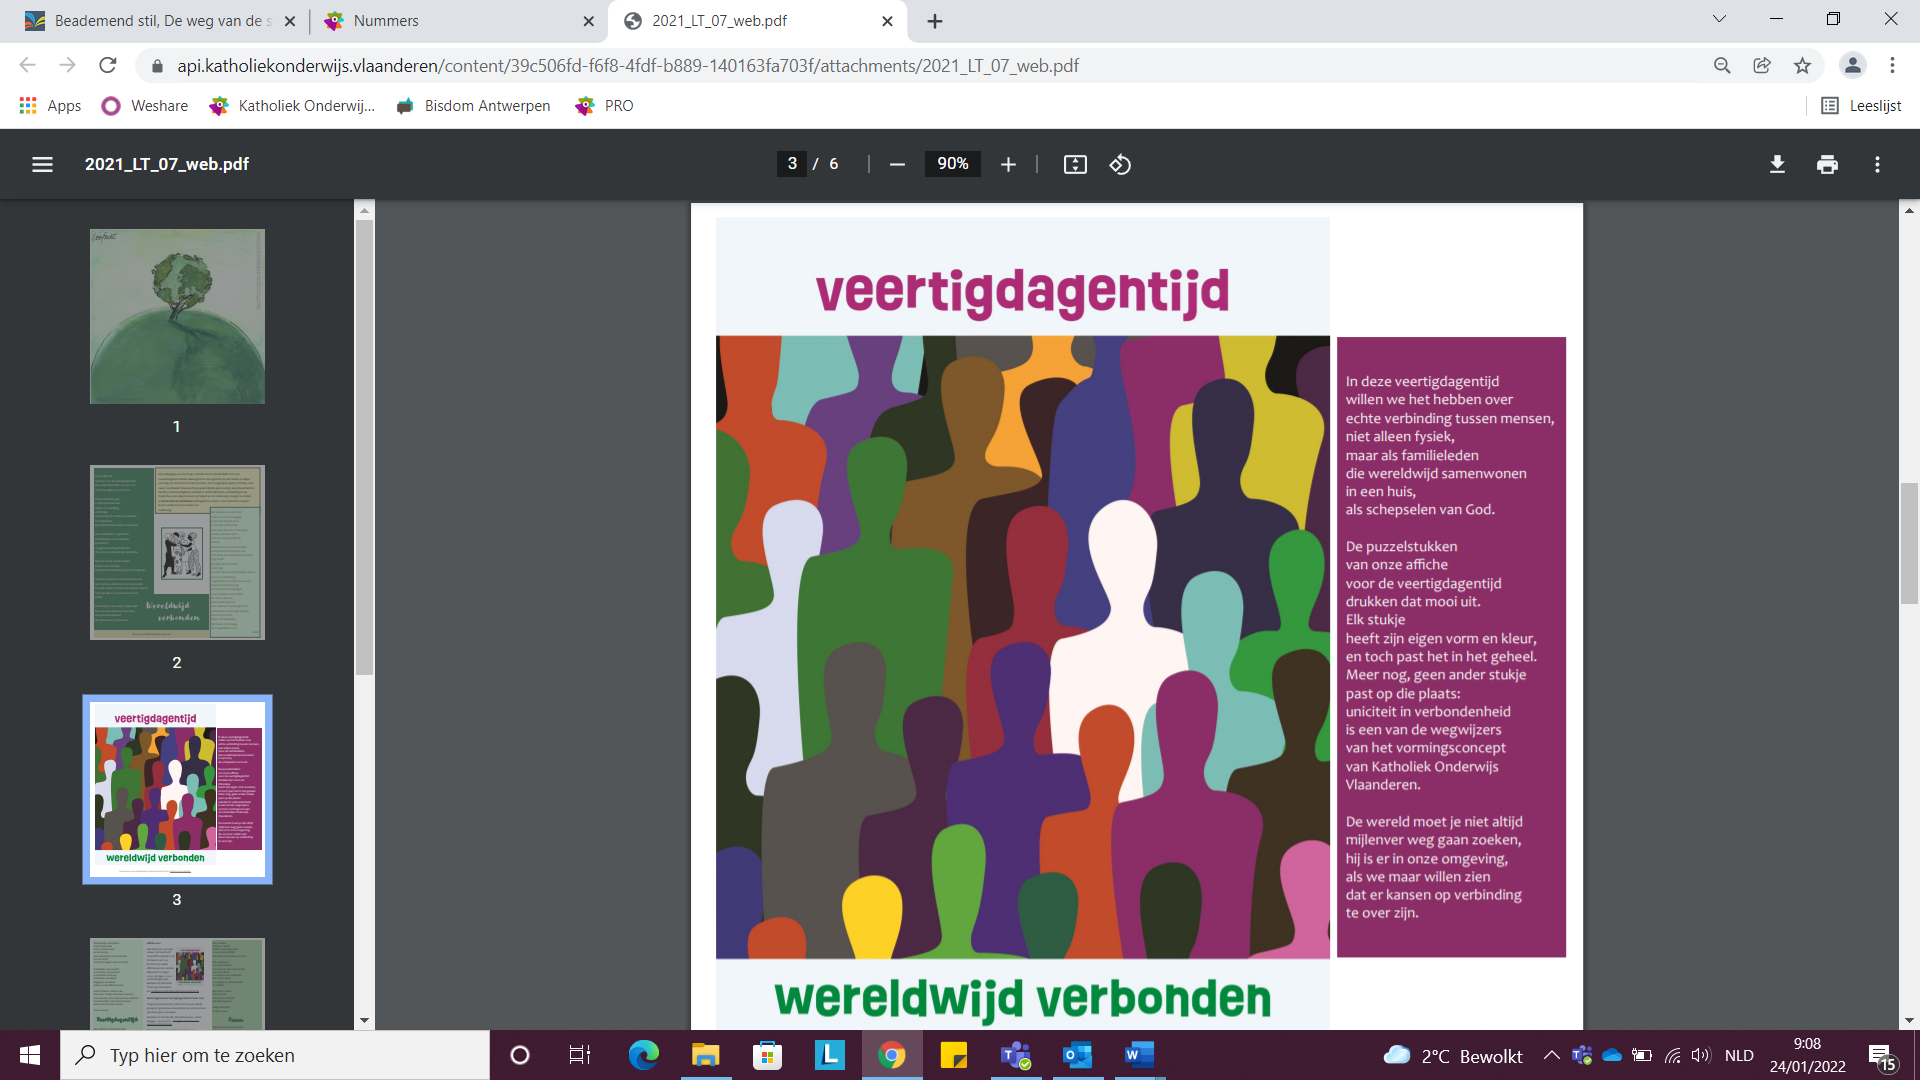 Beademend stil, De weg van de s
Nummers
2021_LT_07_web.pdf
api.katholiekonderwijs.vlaanderen/content/39c506fd-f6f8-4fdf-b889-140163fa703f/attachments/2021_LT_07_web.pdf
Apps
Weshare
Katholiek Onderwij...
Bisdom Antwerpen
PRO
Leeslijst
2021_LT_07_web.pdf
3 / 6
90%
1
Wereldwijd
verbonden
2
veertigdagentijd
wereldwijd verbonden
3
veertigdagentijd
In deze veertigdagentijd
willen we het hebben over
echte verbinding tussen mensen,
niet alleen fysiek,
maar als familieleden
die wereldwijd samenwonen
in een huis,
als schepselen van God.
De puzzelstukken
van onze affiche
voor de veertigdagentijd
drukken dat mooi uit.
Elk stukje
heeft zijn eigen vorm en kleur,
en toch past het in het geheel.
Meer nog, geen ander stukje
past op die plaats:
uniciteit in verbondenheid
is een van de wegwijzers
van het vormingsconcept
van Katholiek Onderwijs
Vlaanderen.
De wereld moet je niet altijd
mijlenver weg gaan zoeken,
hij is er in onze omgeving,
als we maar willen zien
dat er kansen op verbinding
te over zijn.
wereldwijd verbonden
Typ hier om te zoeken
2°C Bewolkt
NLD
9:08
24/01/2022
15